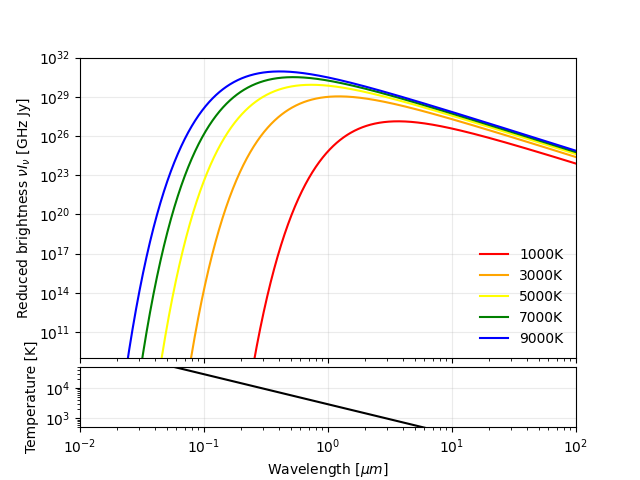 Reduced brightness νI_ν [GHz Jy]
10^32
10^29
10^26
10^23
10^20
10^17
10^14
10^11
1000K
3000K
5000K
7000K
9000K
Temperature [K]
10^4
10^3
10^−2
10^−1
10^0
10^1
10^2
Wavelength [μm]